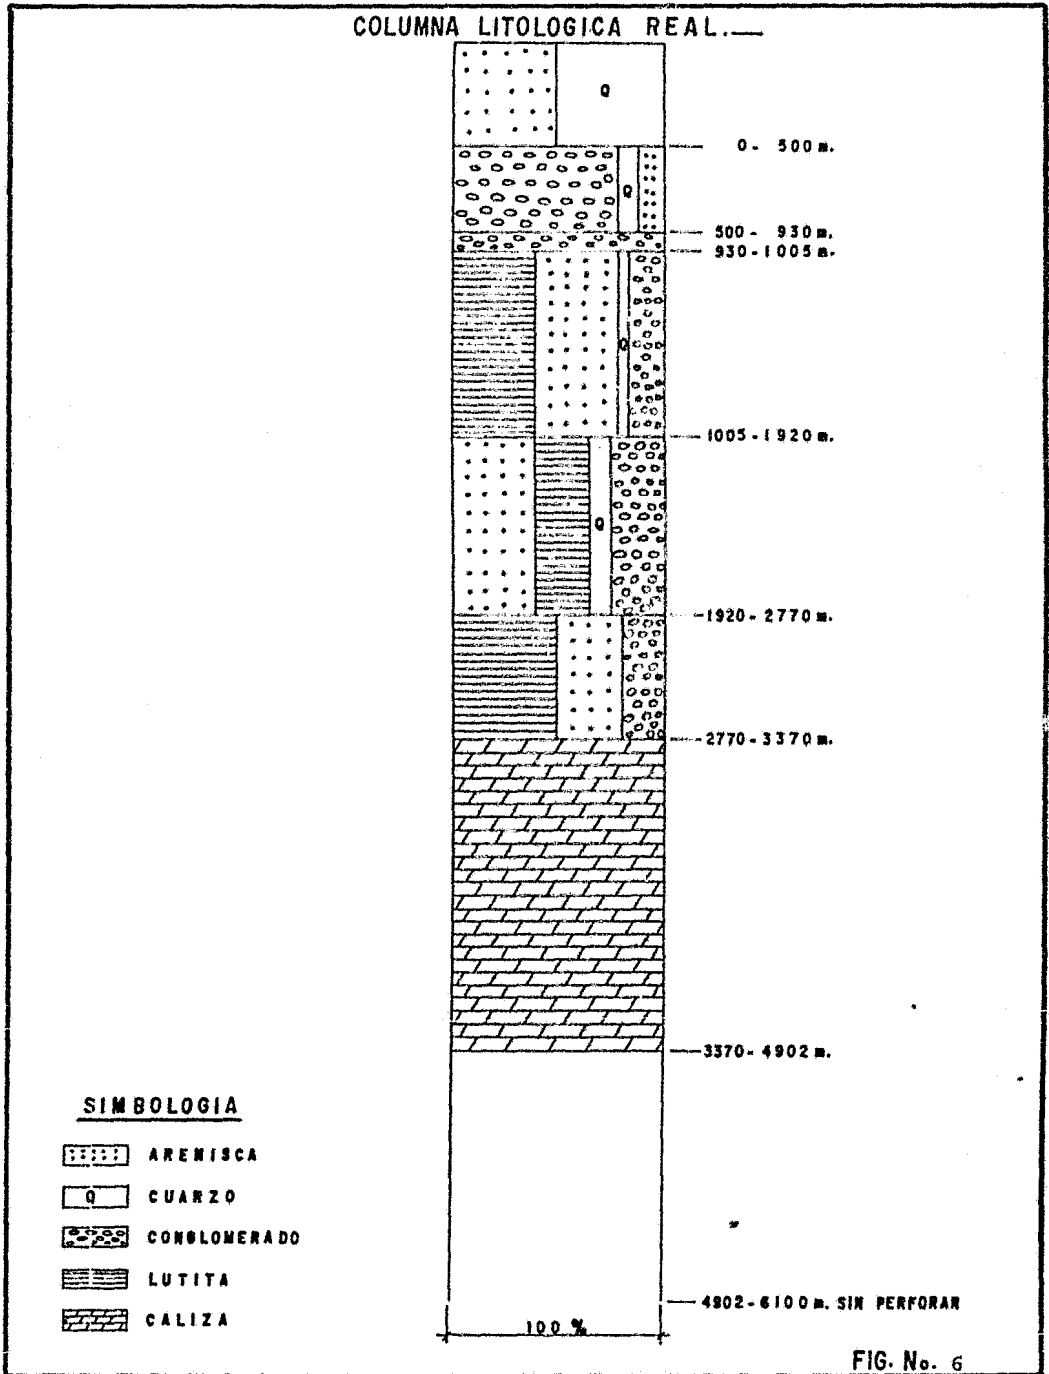 COLUMNA LITOLOGICA REAL.—
Q
0 - 500 m.
Q
500 - 930 m.
930 - 1005 m.
Q
1005 - 1920 m.
Q
1920 - 2770 m.
2770 - 3370 m.
3370 - 4902 m.
SIMBOLOGIA
ARENISCA
Q CUARZO
CONGLOMERADO
LUTITA
CALIZA
4902 - 6100 m. SIN PERFORAR
100 %
FIG. No. 6